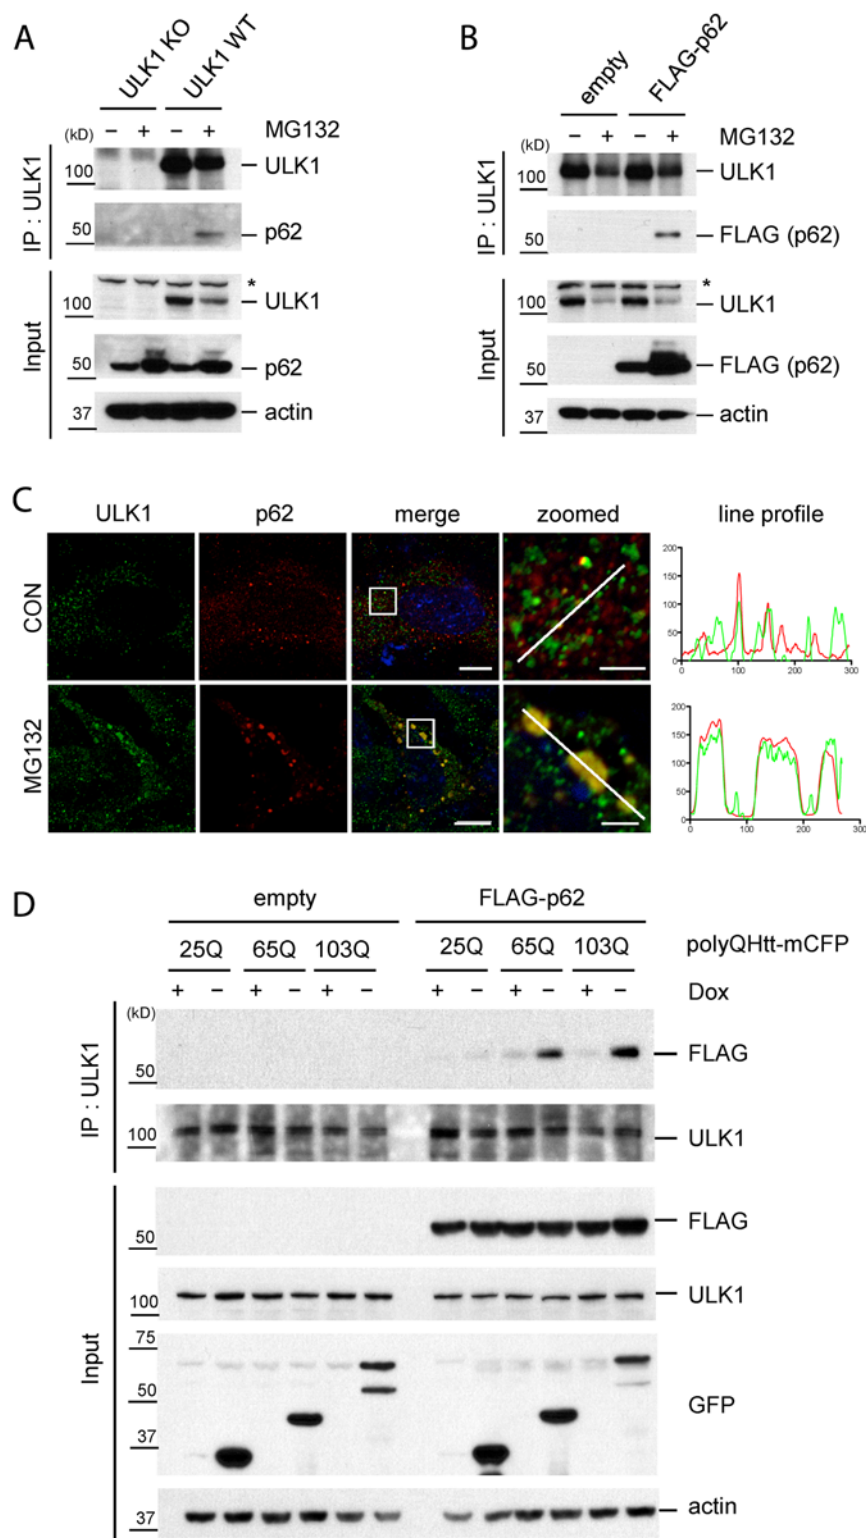 A
ULK1 KO
ULK1 WT
(kD) – + – + MG132
IP : ULK1
100 ULK1
50 p62
Input
*
100 ULK1
50 p62
37 actin
B
empty
FLAG-p62
(kD) – + – + MG132
IP : ULK1
100 ULK1
50 FLAG (p62)
Input
*
100 ULK1
50 FLAG (p62)
37 actin
C
ULK1 p62 merge zoomed line profile
CON
200
150
100
50
0
0 100 200 300
MG132
200
150
100
50
0
0 100 200 300
D
empty FLAG-p62
25Q 65Q 103Q 25Q 65Q 103Q polyQHtt-mCFP
+ – + – + – + – + – + – Dox
(kD)
IP : ULK1
50 FLAG
100 ULK1
Input
50 FLAG
100 ULK1
75
50 GFP
37
37 actin